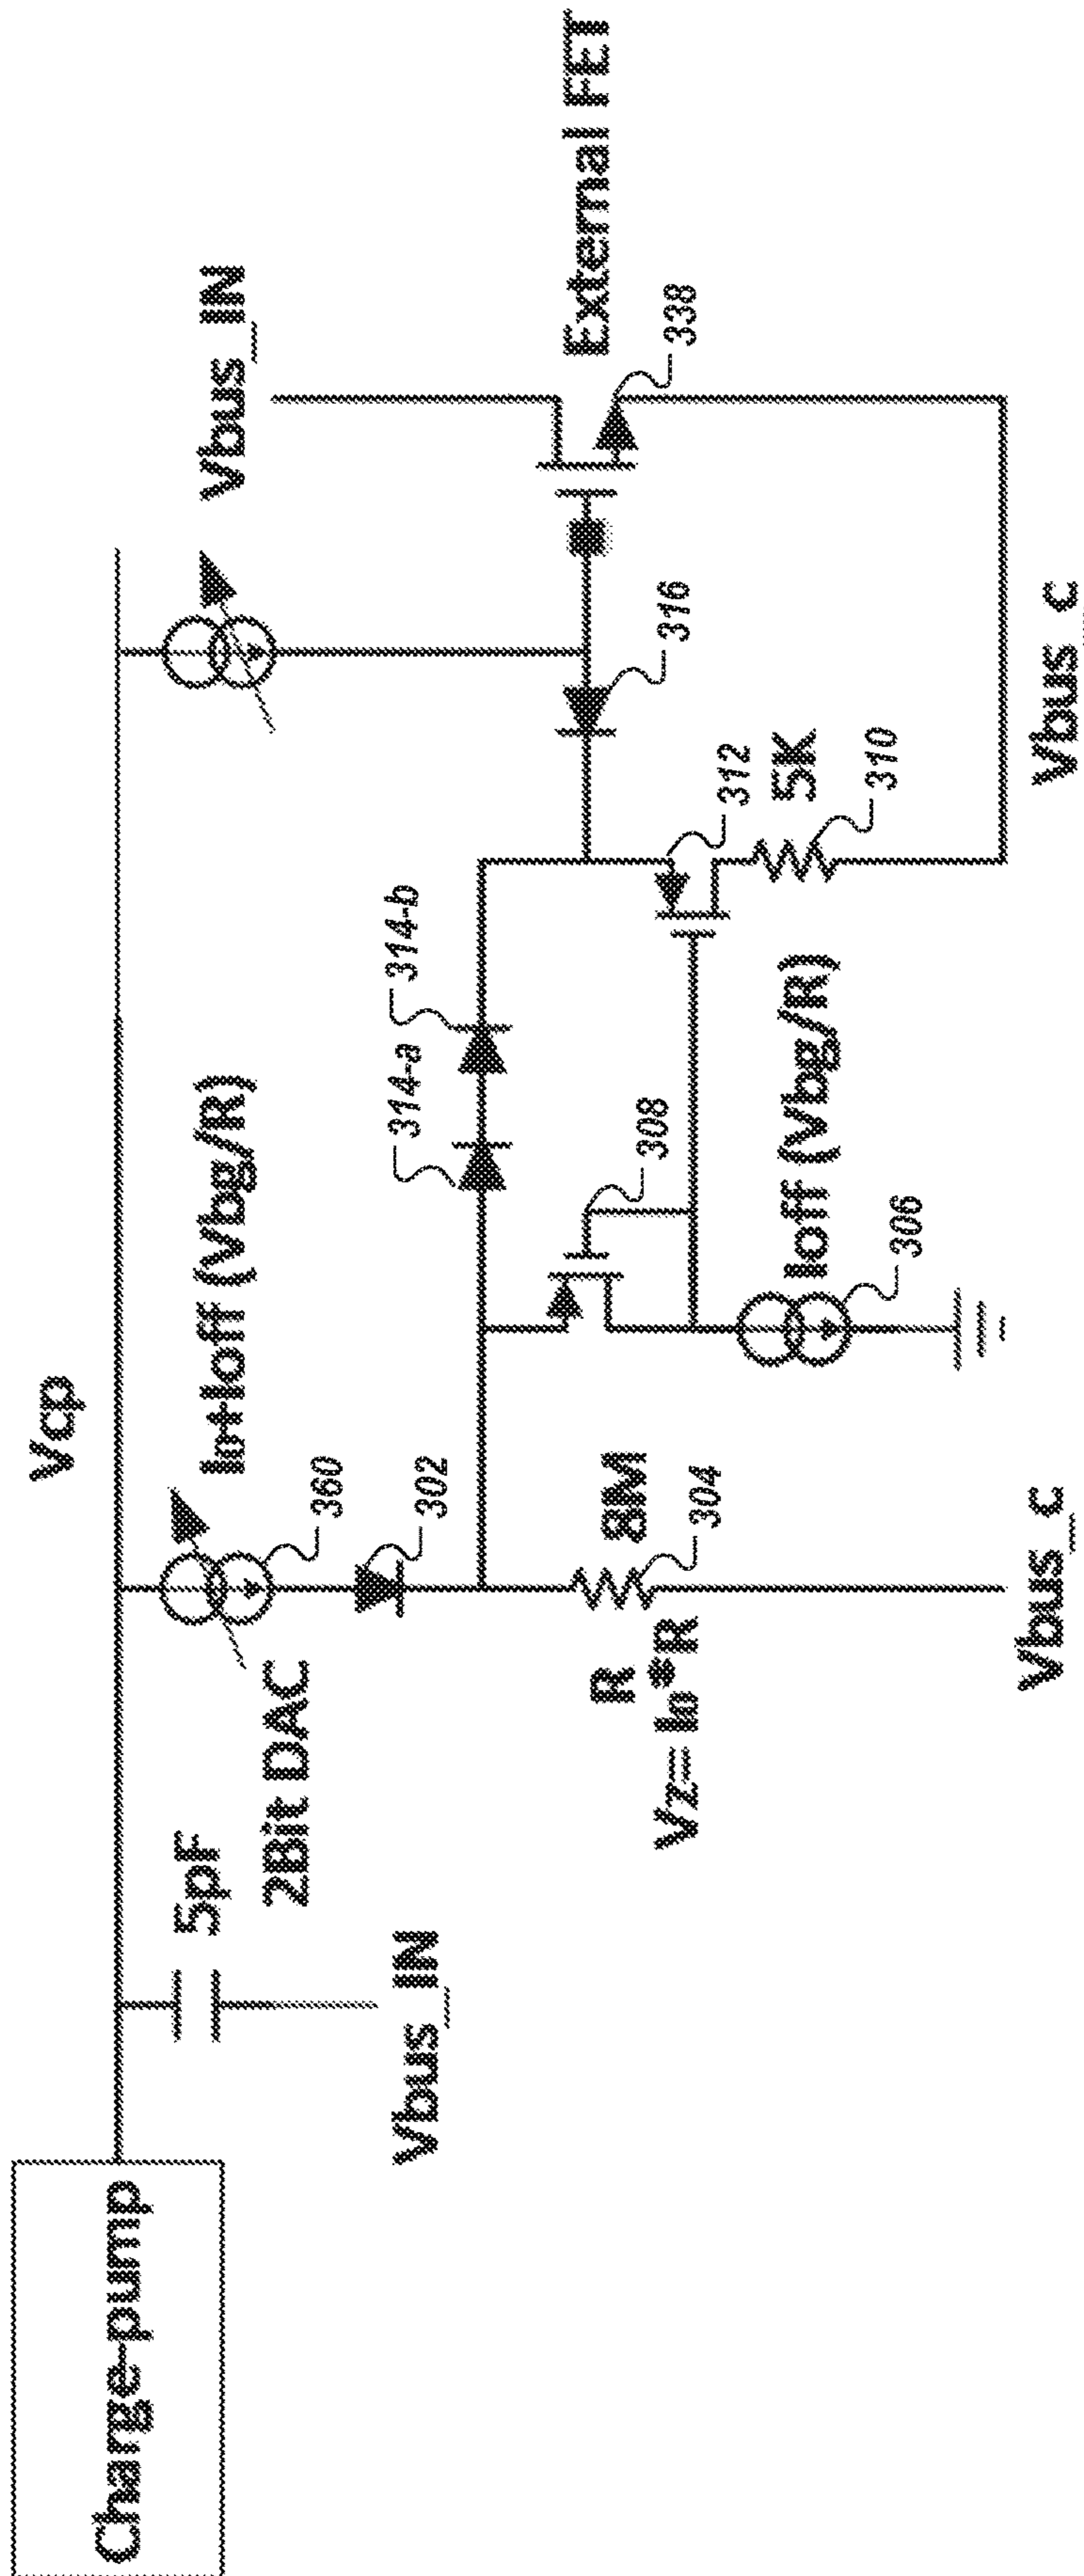 Charge-pump
Vcp
5pF
Vbus_IN
2Bit DAC
In+Ioff (Vbg/R)
360
302
R
8M
304
Vz= In*R
Vbus_c
314-a
314-b
308
Ioff (Vbg/R)
306
312
5K
310
316
Vbus_IN
External FET
338
Vbus_c